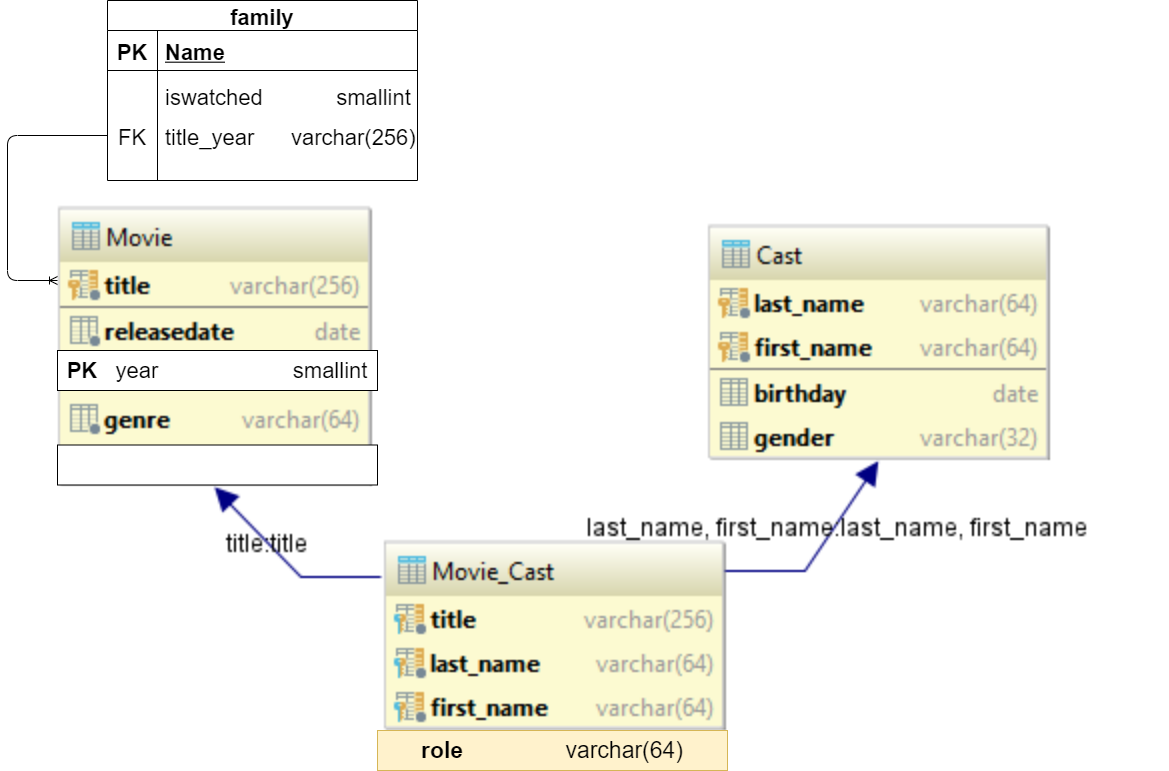 family
PK Name
iswatched smallint
FK title_year varchar(256)
Movie
title varchar(256)
releasedate date
PK year smallint
genre varchar(64)
Cast
last_name varchar(64)
first_name varchar(64)
birthday date
gender varchar(32)
title:title
last_name, first_name:last_name, first_name
Movie_Cast
title varchar(256)
last_name varchar(64)
first_name varchar(64)
role varchar(64)